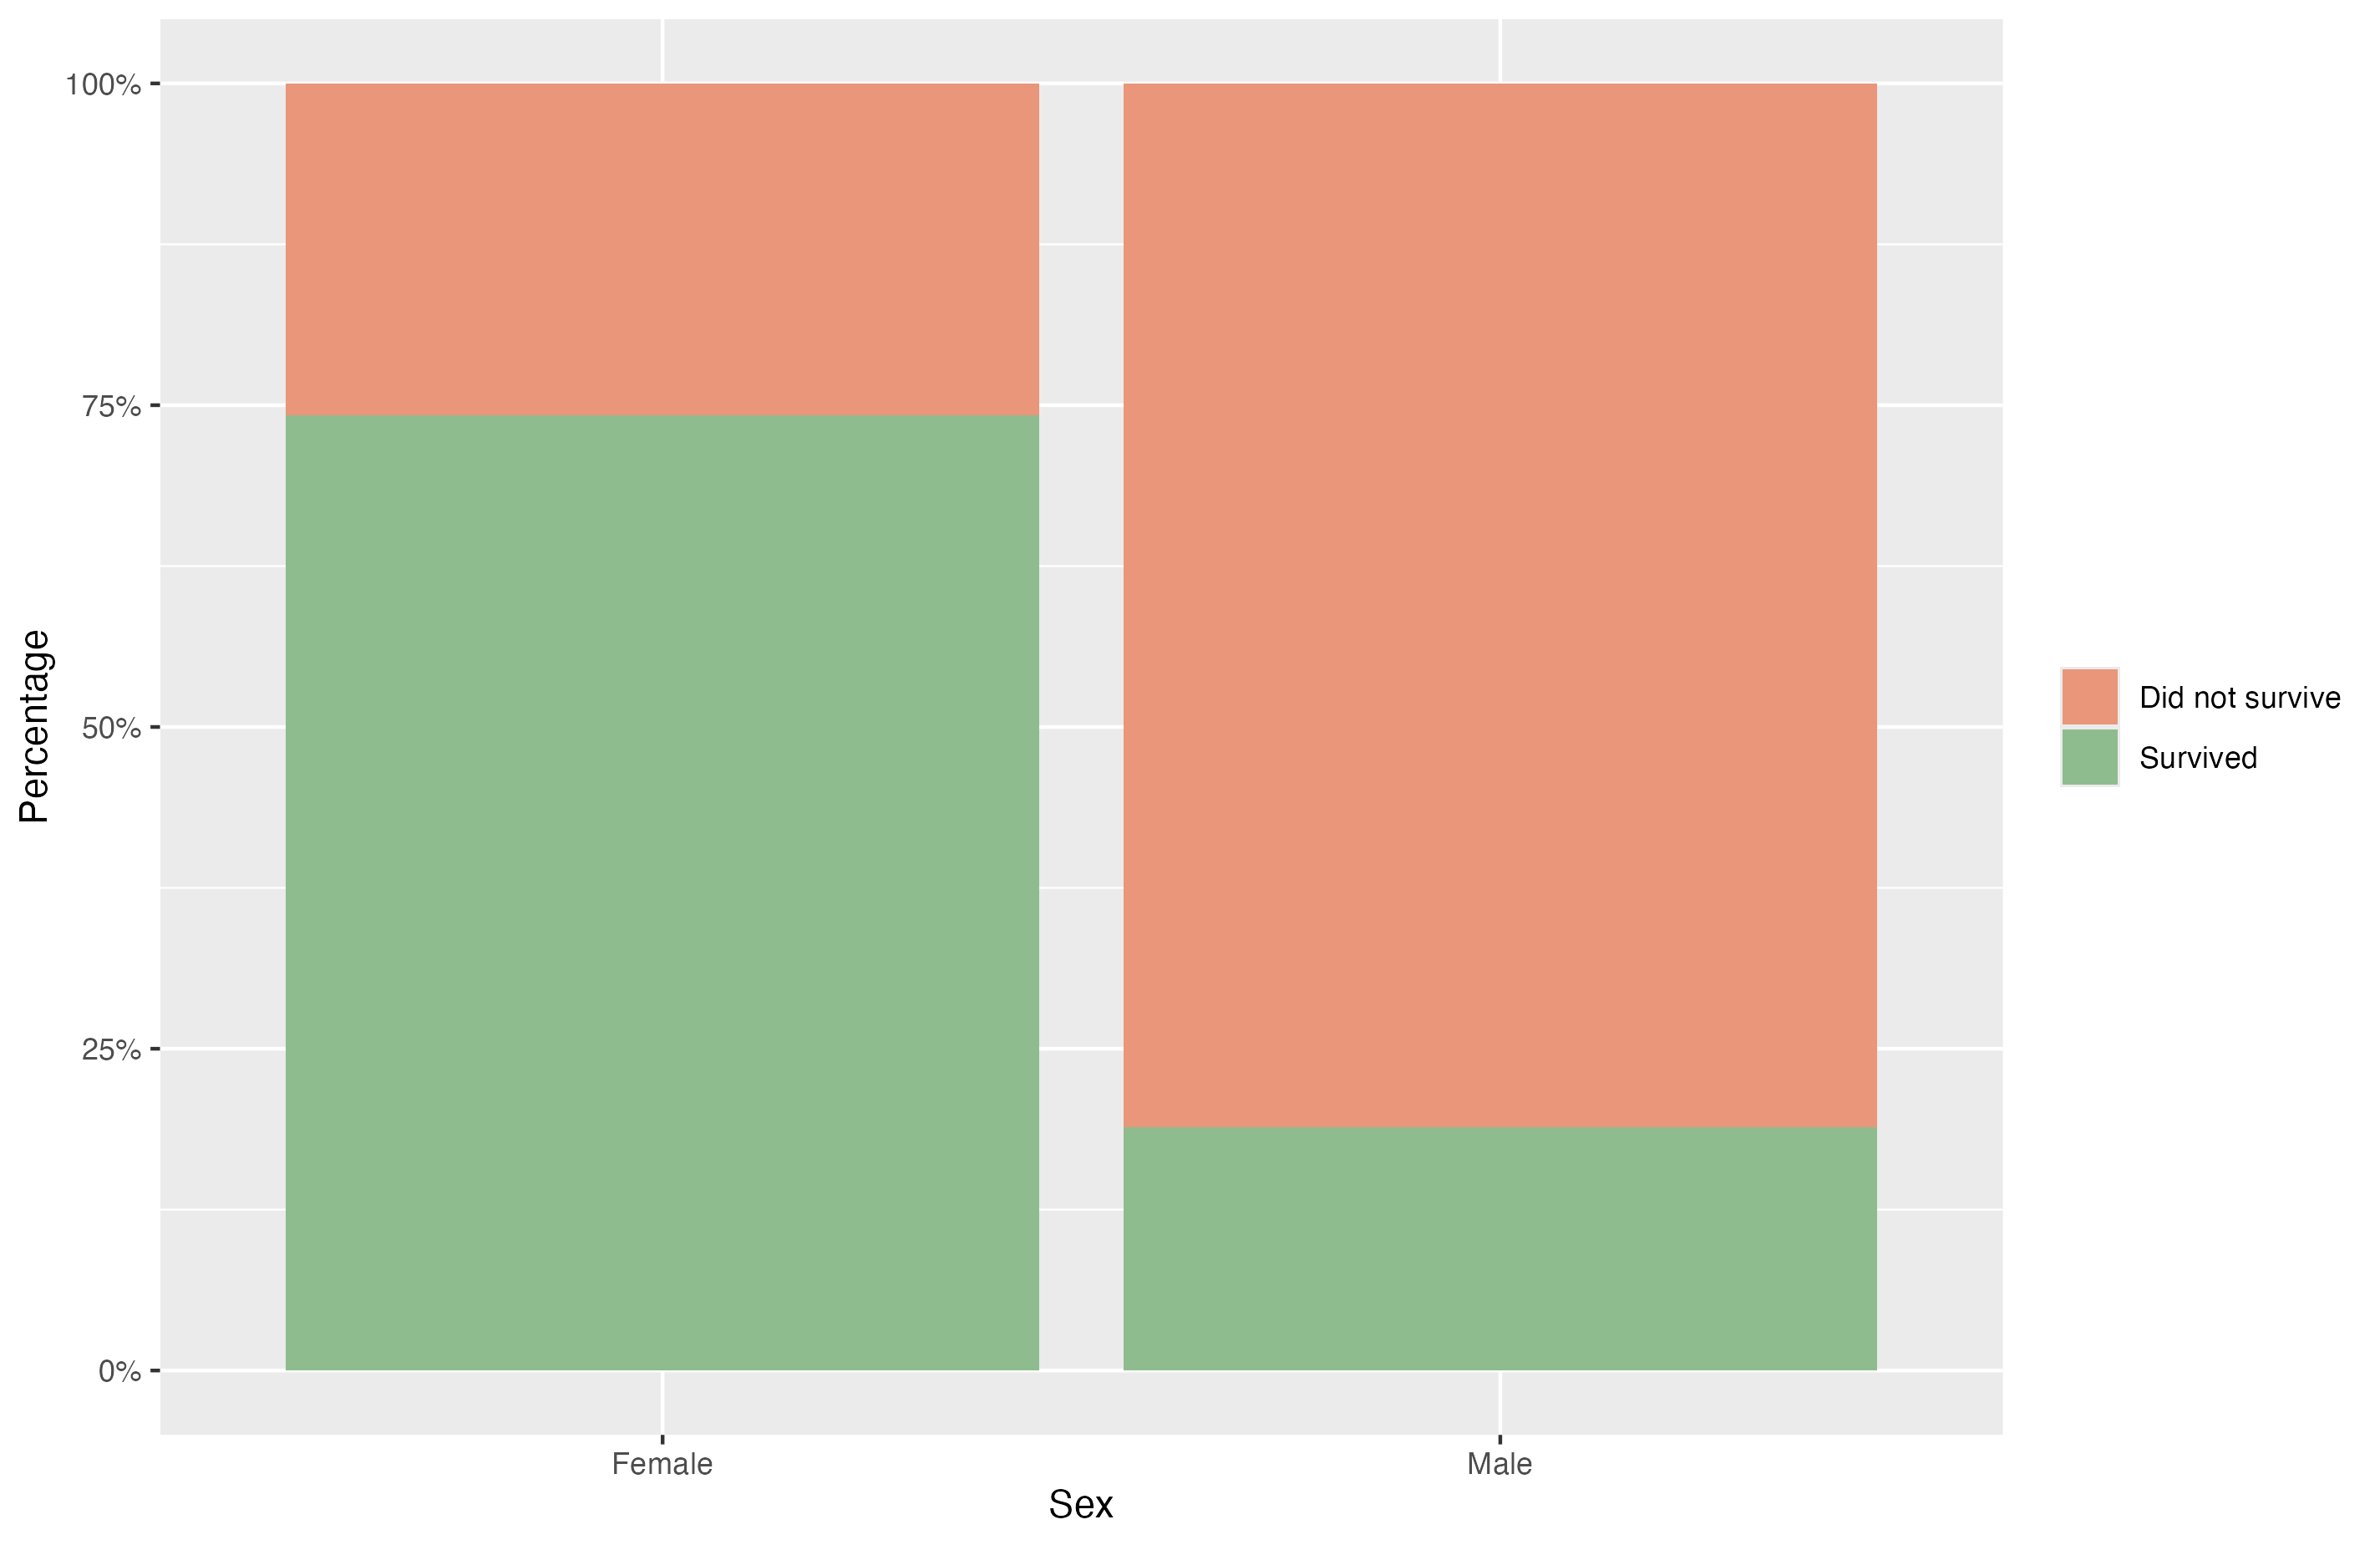 100%
75%
50%
25%
0%
Percentage
Female
Male
Sex
Did not survive
Survived